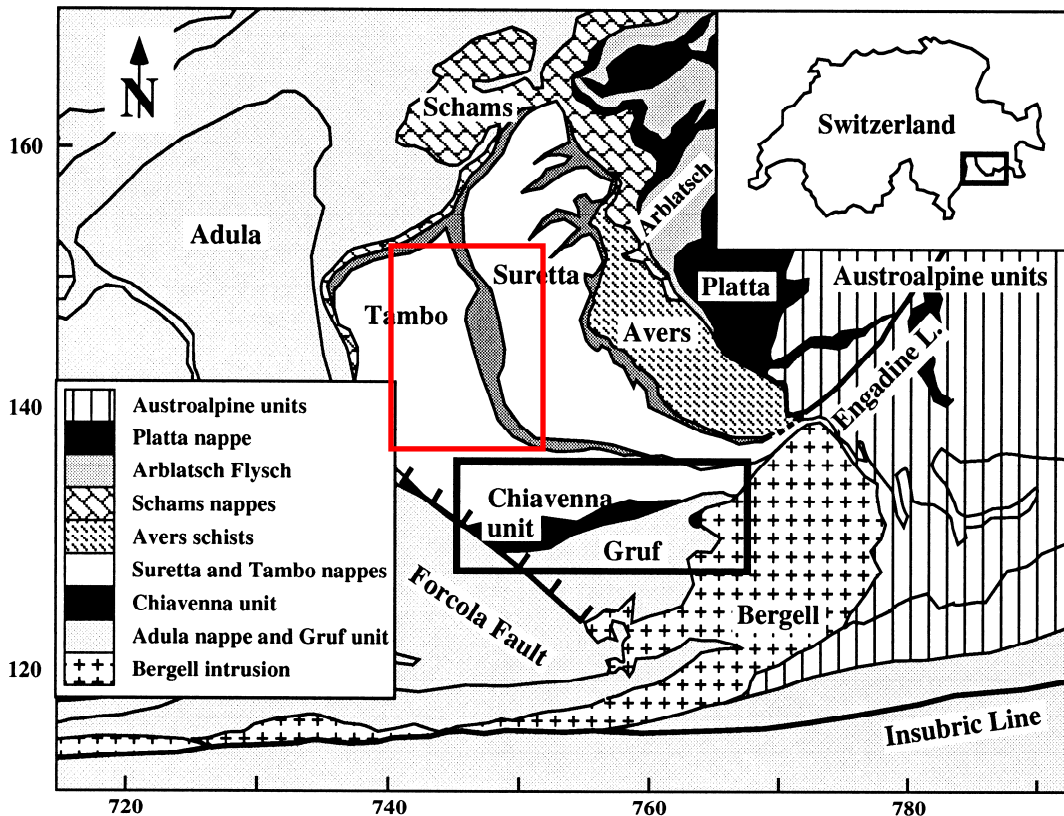 N
Schams
160
Switzerland
Arblatsch
Adula
Suretta
Platta
Austroalpine units
Tambo
Avers
Engadine L.
140
Austroalpine units
Platta nappe
Arblatsch Flysch
Schams nappes
Avers schists
Suretta and Tambo nappes
Chiavenna unit
Adula nappe and Gruf unit
Bergell intrusion
Chiavenna
unit
Gruf
Forcola Fault
Bergell
120
Insubric Line
720
740
760
780